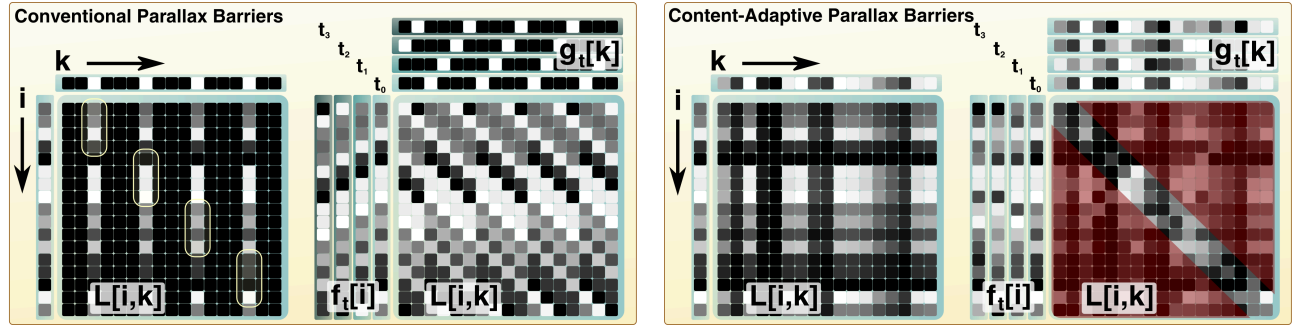 Conventional Parallax Barriers
k
i
L[i,k]
t3
t2
t1
t0
gt[k]
ft[i]
L[i,k]
Content-Adaptive Parallax Barriers
k
i
L[i,k]
t3
t2
t1
t0
gt[k]
ft[i]
L[i,k]